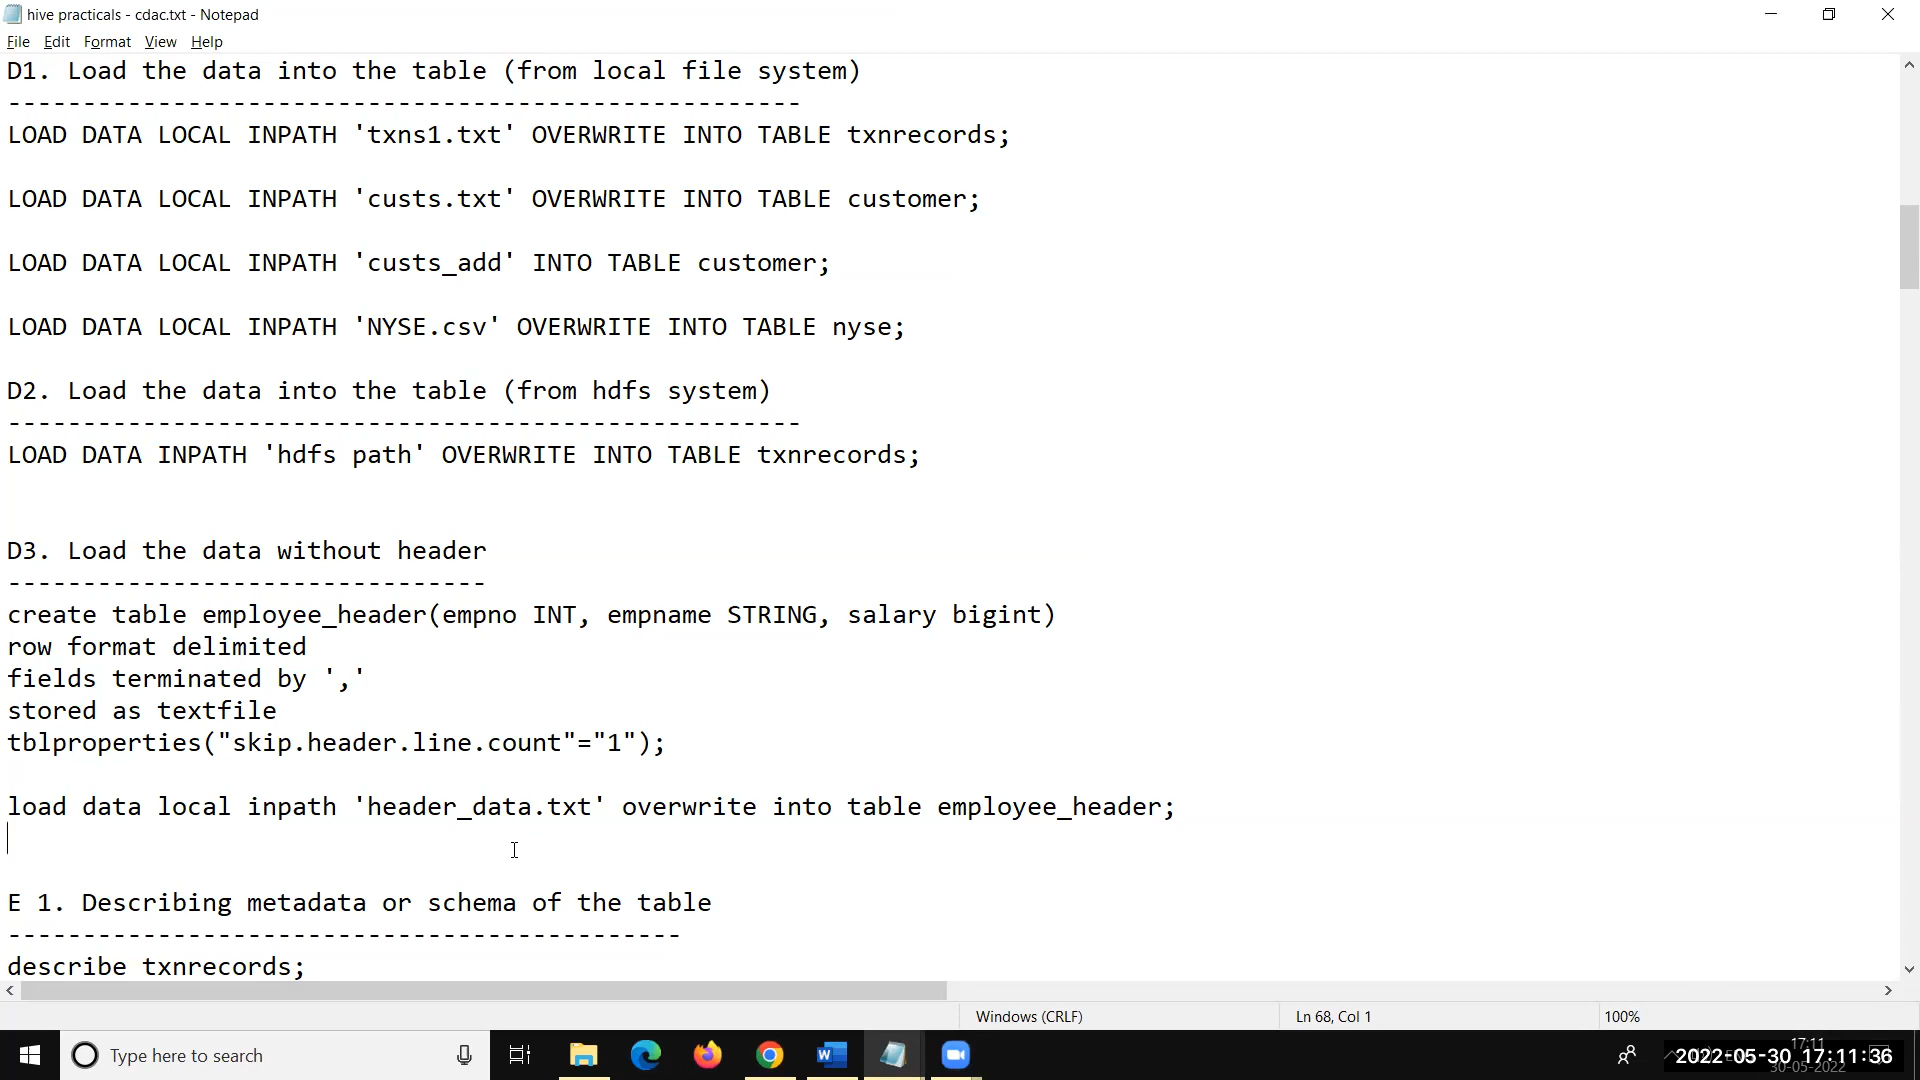 hive practicals - cdac.txt - Notepad
File Edit Format View Help
D1. Load the data into the table (from local file system)
-----------------------------------------------------
LOAD DATA LOCAL INPATH 'txns1.txt' OVERWRITE INTO TABLE txnrecords;
LOAD DATA LOCAL INPATH 'custs.txt' OVERWRITE INTO TABLE customer;
LOAD DATA LOCAL INPATH 'custs_add' INTO TABLE customer;
LOAD DATA LOCAL INPATH 'NYSE.csv' OVERWRITE INTO TABLE nyse;
D2. Load the data into the table (from hdfs system)
-----------------------------------------------------
LOAD DATA INPATH 'hdfs path' OVERWRITE INTO TABLE txnrecords;
D3. Load the data without header
--------------------------------
create table employee_header(empno INT, empname STRING, salary bigint)
row format delimited
fields terminated by ','
stored as textfile
tblproperties("skip.header.line.count"="1");
load data local inpath 'header_data.txt' overwrite into table employee_header;
E 1. Describing metadata or schema of the table
---------------------------------------------
describe txnrecords;
Windows (CRLF) Ln 68, Col 1 100%
Type here to search
17:11
2022-05-30 17:11:36
30-05-2022